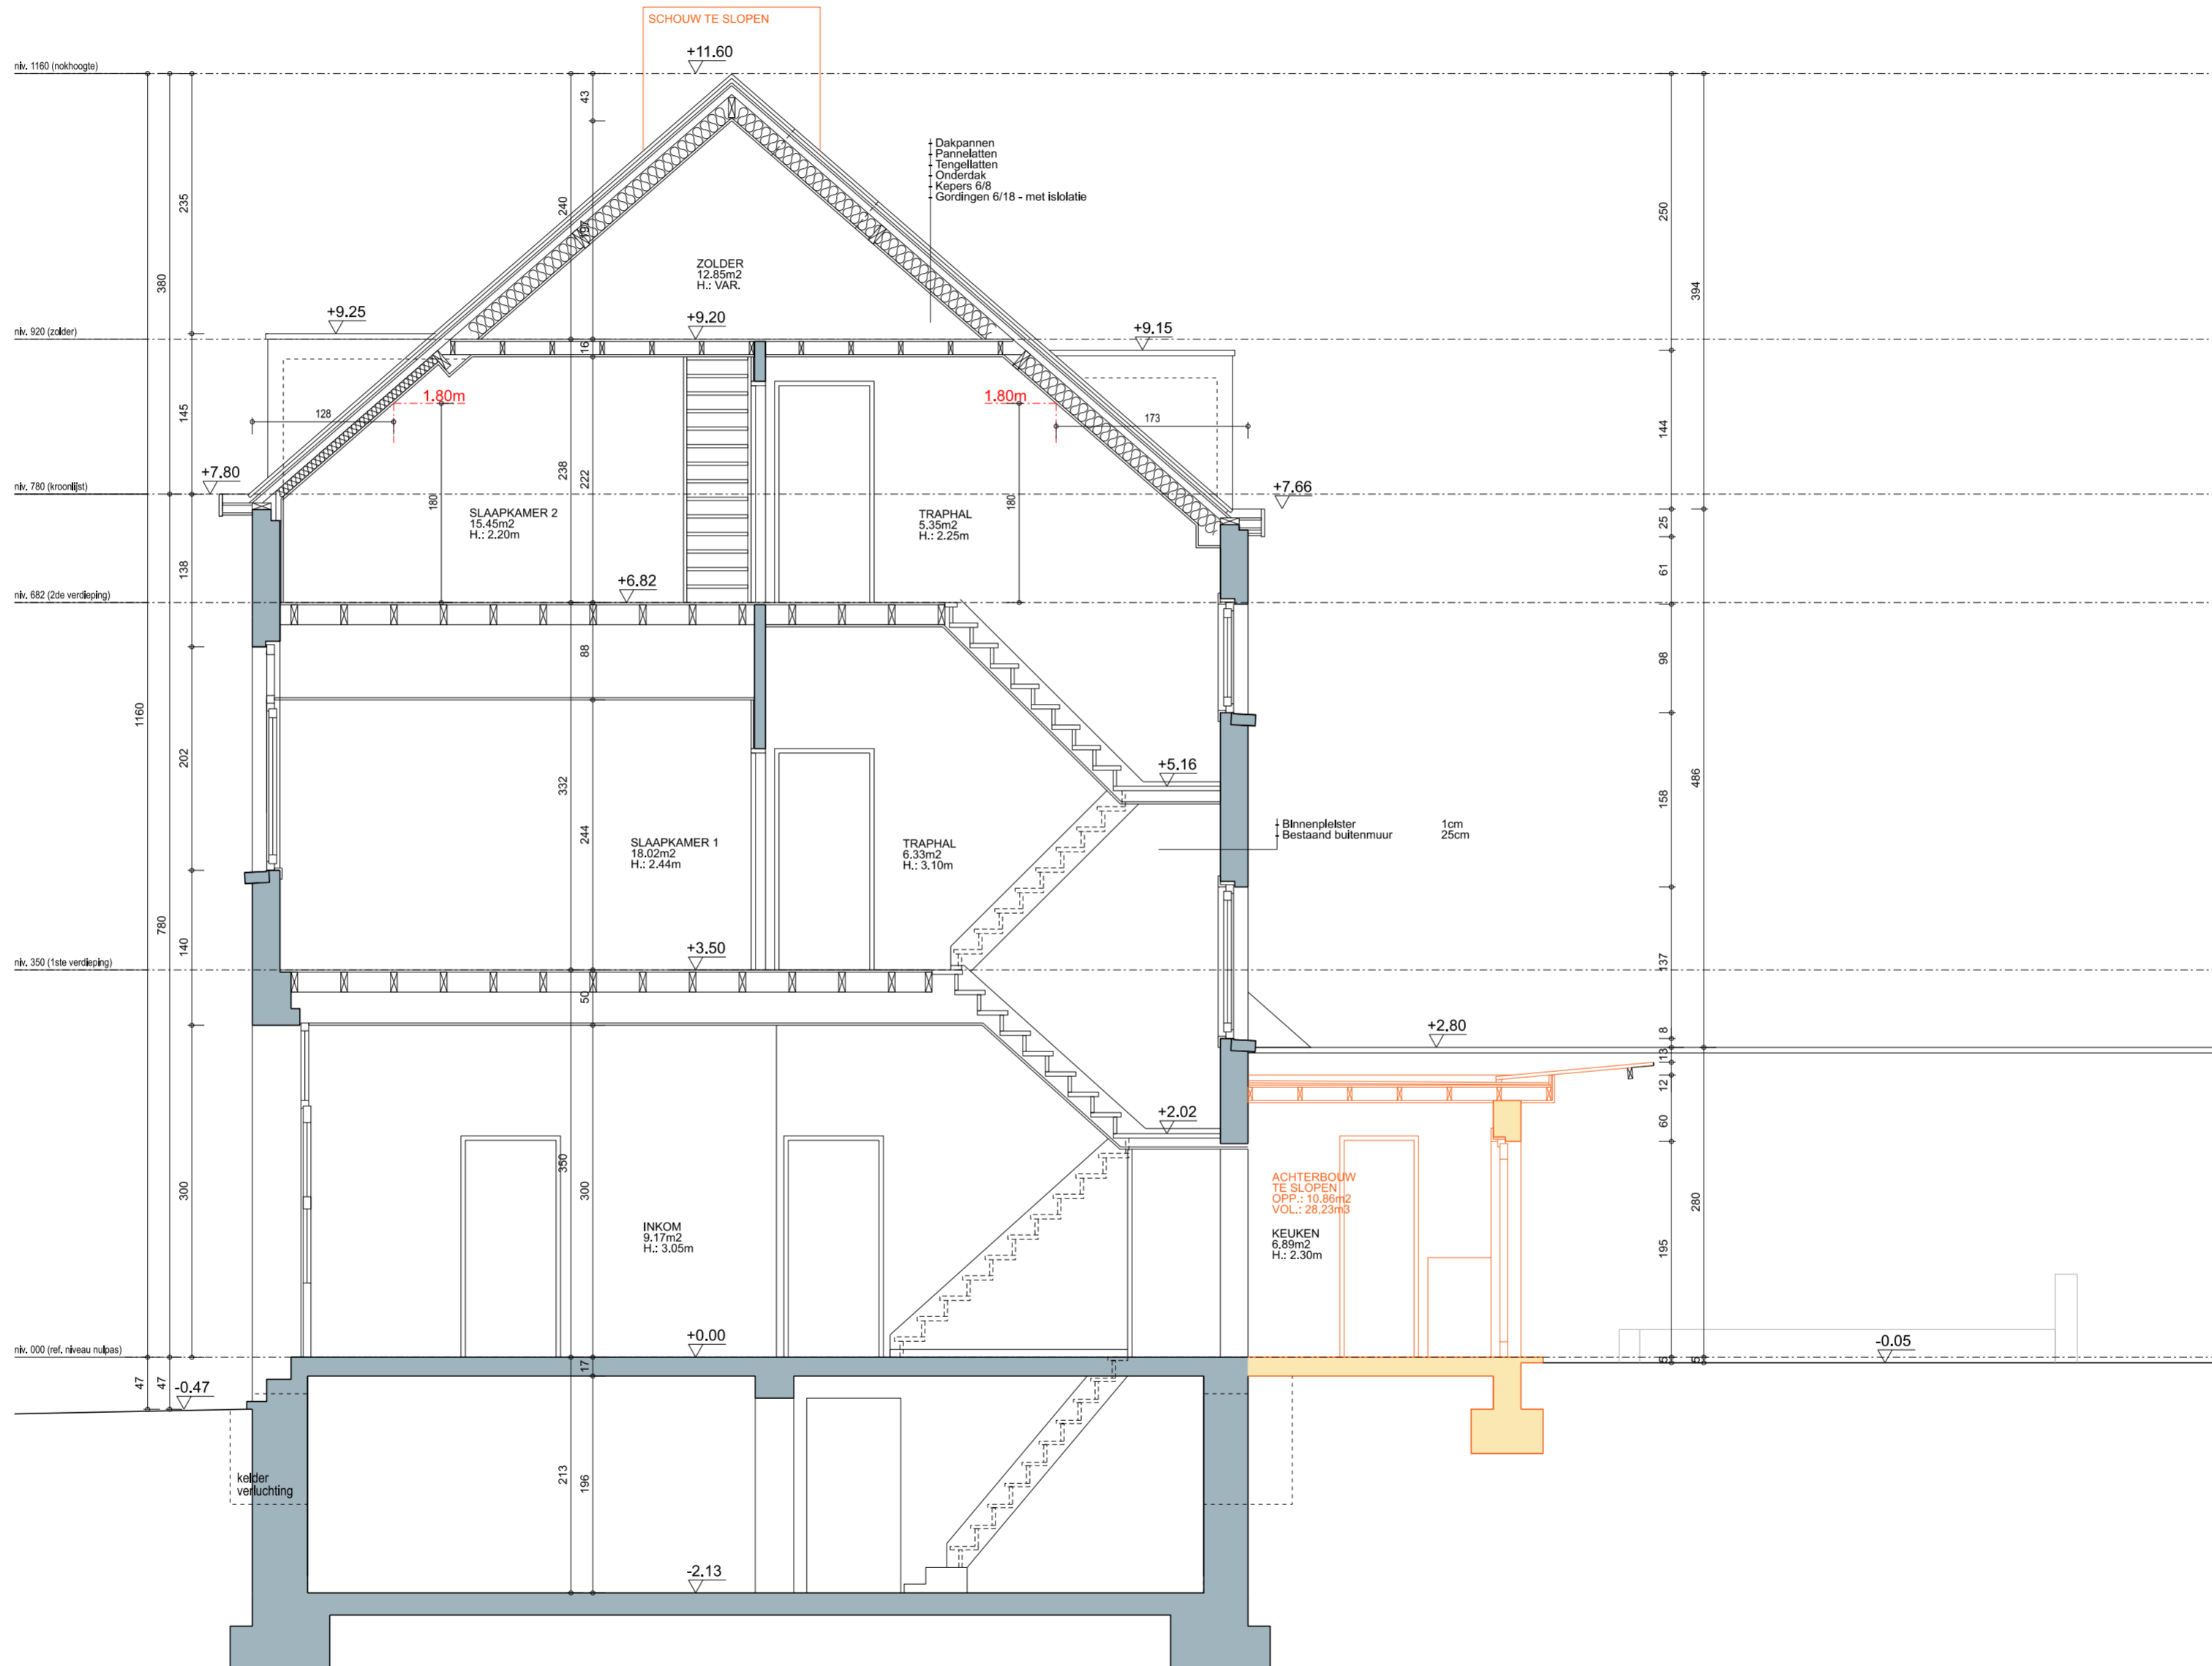 SCHOUW TE SLOPEN
+11.60
niv. 1160 (nokhoogte)
43
Dakpannen
Pannelatten
Tengellatten
Onderdak
Kepers 6/8
Gordingen 6/18 - met islolatie
235
240
197
250
380
394
ZOLDER
12.85m2
H.: VAR.
+9.25
+9.20
+9.15
niv. 920 (zolder)
16
1.80m
1.80m
128
173
145
144
238
222
+7.80
niv. 780 (kroonlijst)
+7.66
180
180
SLAAPKAMER 2
15.45m2
H.: 2.20m
TRAPHAL
5.35m2
H.: 2.25m
25
138
61
+6.82
niv. 682 (2de verdieping)
88
98
1160
202
332
+5.16
486
158
244
SLAAPKAMER 1
18.02m2
H.: 2.44m
TRAPHAL
6.33m2
H.: 3.10m
Binnenpleister 1cm
Bestaand buitenmuur 25cm
780
140
+3.50
niv. 350 (1ste verdieping)
137
50
+2.80
8
13
12
+2.02
60
350
300
300
ACHTERBOUW
TE SLOPEN
OPP.: 10.86m2
VOL.: 28,23m3
280
INKOM
9.17m2
H.: 3.05m
KEUKEN
6,89m2
H.: 2.30m
195
+0.00
niv. 000 (ref. niveau nulpas)
-0.05
17
5
5
47
47
-0.47
213
196
kelder
verluchting
-2.13